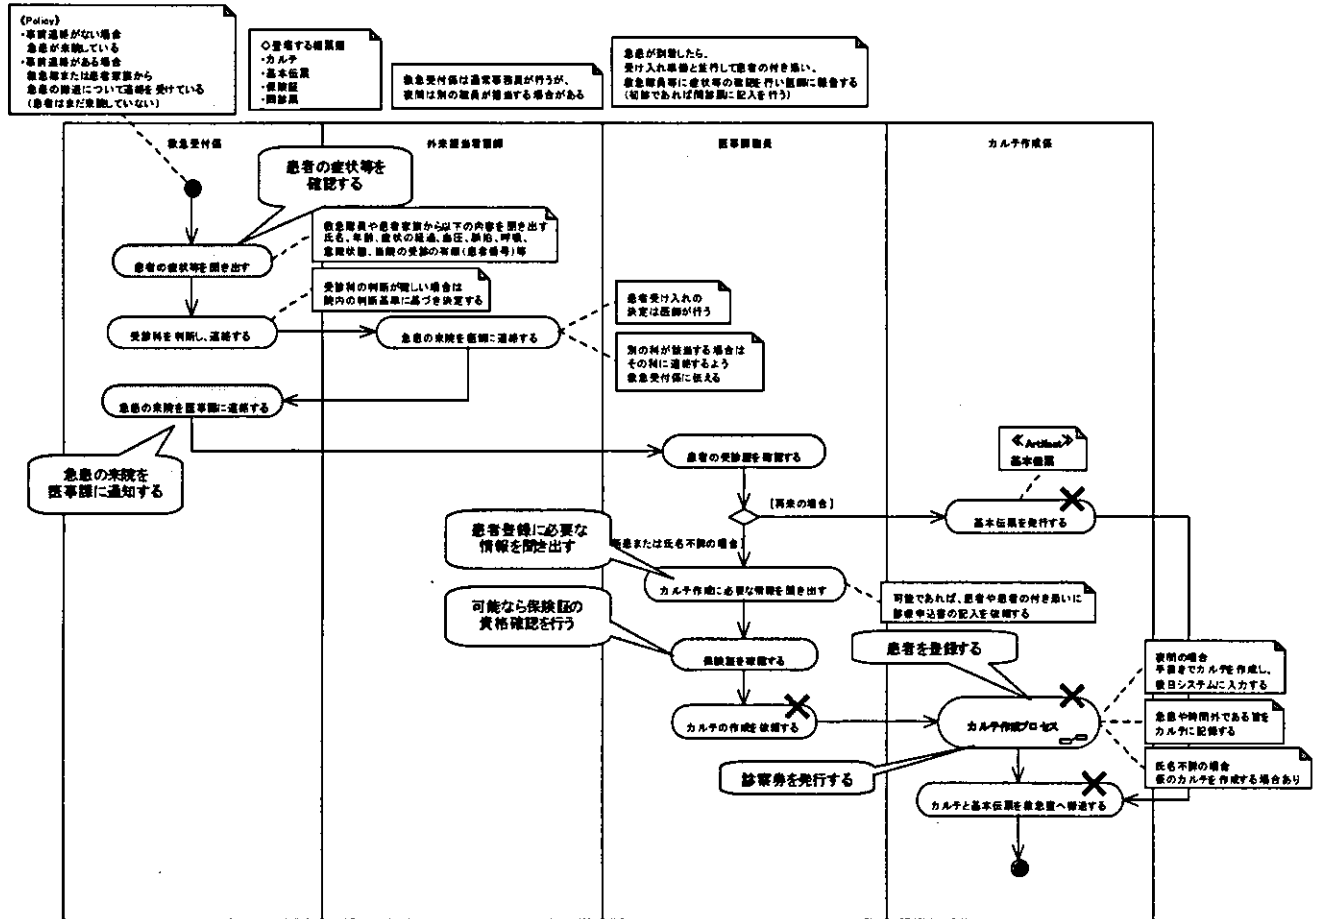 《Policy》
・事前連絡がない場合
急患が来院している
・事前連絡がある場合
救急隊または患者家族から
急患の搬送について連絡を受けている
(患者はまだ来院していない)
◇登場する帳票類
・カルテ
・基本伝票
・保険証
・問診票
救急受付係は通常事務員が行うが、
夜間は別の職員が担当する場合がある
急患が到着したら、
受け入れ準備と並行して患者の付き添い、
救急隊員等に症状等の確認を行い医師に報告する
(初診であれば問診票に記入を行う)
救急受付係
外来担当看護師
医事課職員
カルテ作成係
患者の症状等を
確認する
救急隊員や患者家族から以下の内容を聞き出す
氏名、年齢、症状の経過、血圧、脈拍、呼吸、
意識状態、当院の受診の有無(患者番号)等
患者の症状等を聞き出す
受診科の判断が難しい場合は
院内の判断基準に基づき決定する
患者受け入れの
決定は医師が行う
受診科を判断し、連絡する
急患の来院を医師に連絡する
別の科が該当する場合は
その科に連絡するよう
救急受付係に伝える
急患の来院を医事課に連絡する
患者の受診歴を確認する
《Artifact》
基本伝票
急患の来院を
医事課に通知する
[再来の場合]
基本伝票を発行する
患者登録に必要な
情報を聞き出す
患または氏名不詳の場合]
カルテ作成に必要な情報を聞き出す
可能であれば、患者や患者の付き添いに
診療申込書の記入を依頼する
可能なら保険証の
資格確認を行う
患者を登録する
保険証を確認する
夜間の場合
手書きでカルテを作成し、
後日システムに入力する
カルテの作成を依頼する
カルテ作成プロセス
急患や時間外である旨を
カルテに記録する
診察券を発行する
氏名不詳の場合
仮のカルテを作成する場合あり
カルテと基本伝票を救急室へ搬送する